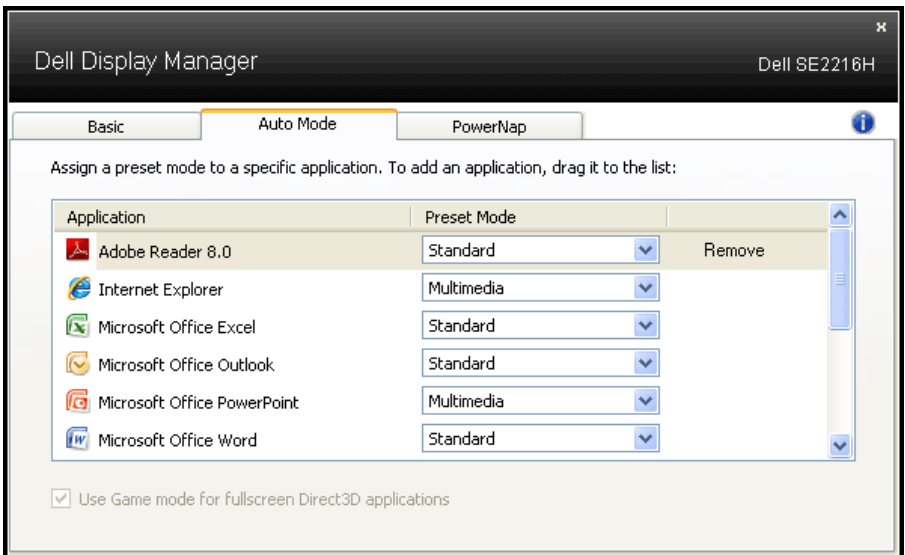 x
Dell Display Manager
Dell SE2216H
Basic
Auto Mode
PowerNap
i
Assign a preset mode to a specific application. To add an application, drag it to the list:
Application Preset Mode
Adobe Reader 8.0 Standard Remove
Internet Explorer Multimedia
Microsoft Office Excel Standard
Microsoft Office Outlook Standard
Microsoft Office PowerPoint Multimedia
Microsoft Office Word Standard
Use Game mode for fullscreen Direct3D applications